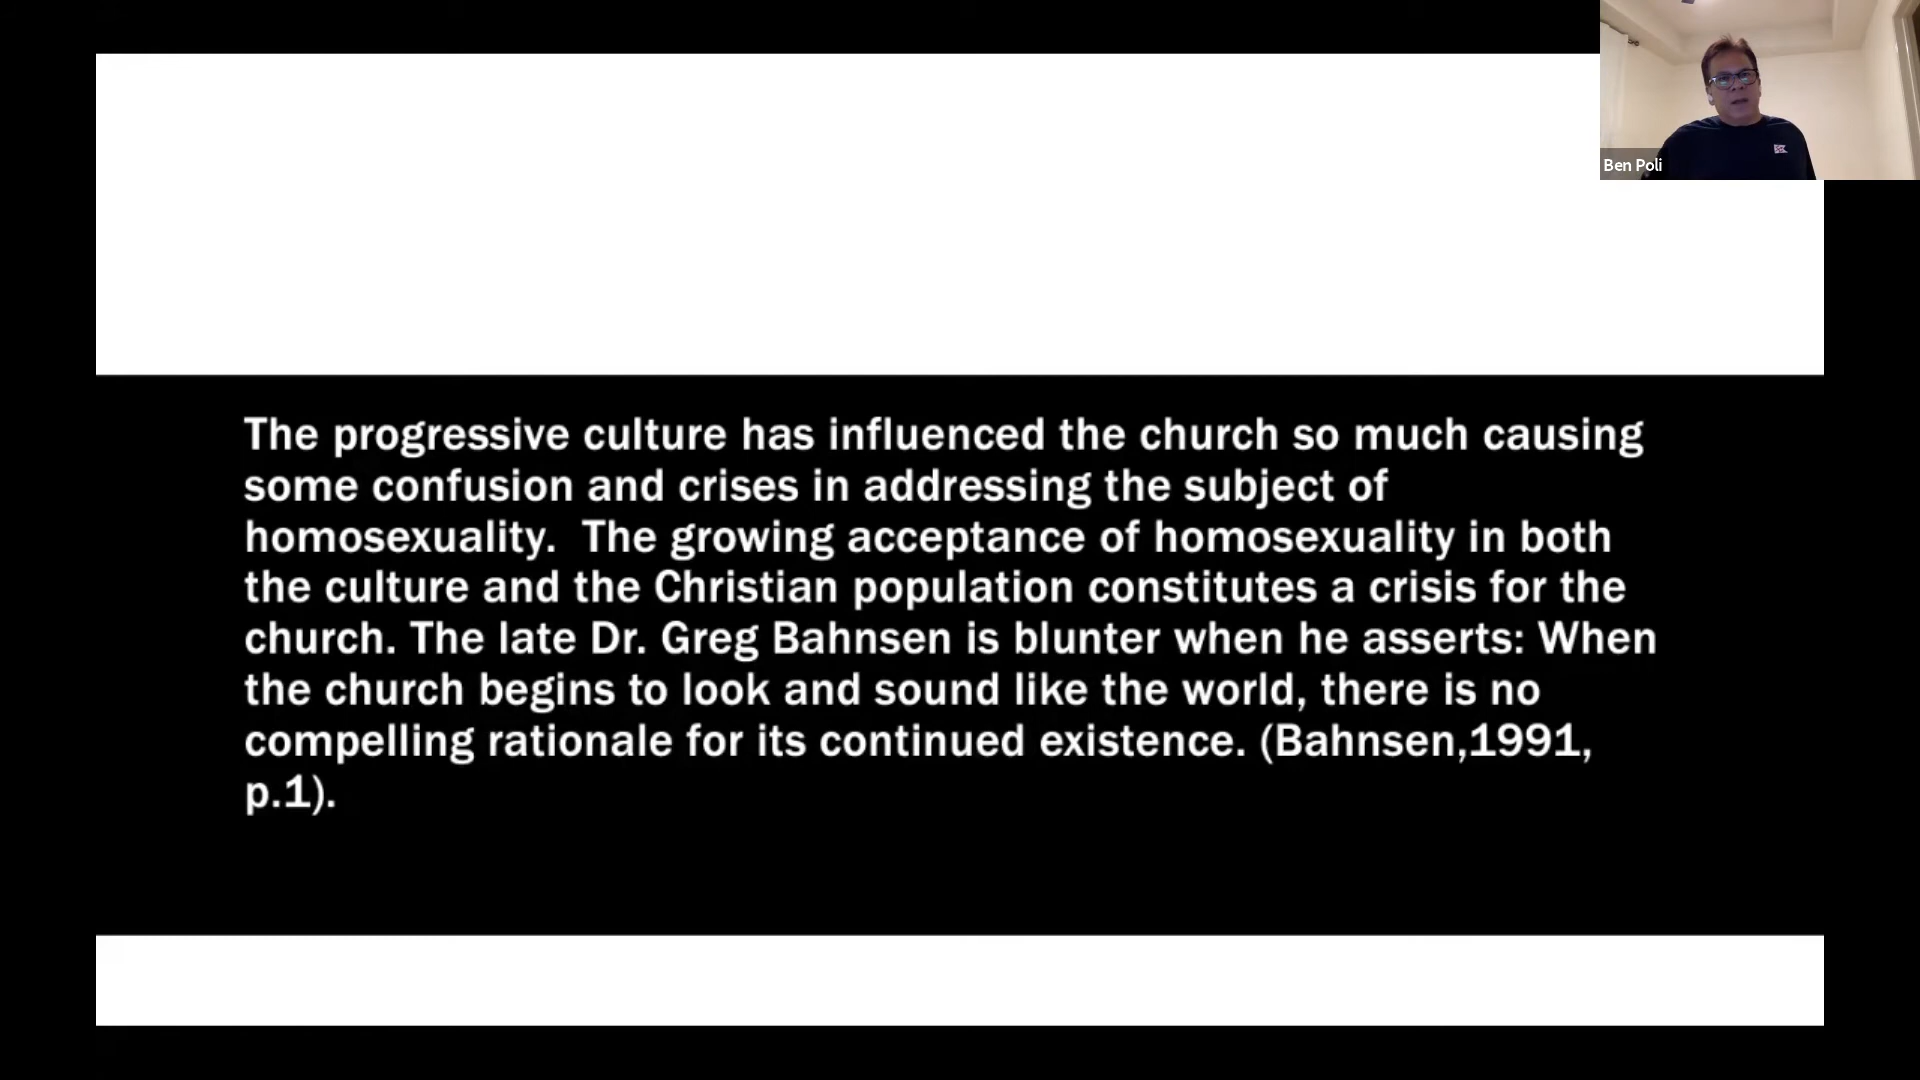 Ben Poli
The progressive culture has influenced the church so much causing
some confusion and crises in addressing the subject of
homosexuality.  The growing acceptance of homosexuality in both
the culture and the Christian population constitutes a crisis for the
church. The late Dr. Greg Bahnsen is blunter when he asserts: When
the church begins to look and sound like the world, there is no
compelling rationale for its continued existence. (Bahnsen,1991,
p.1).